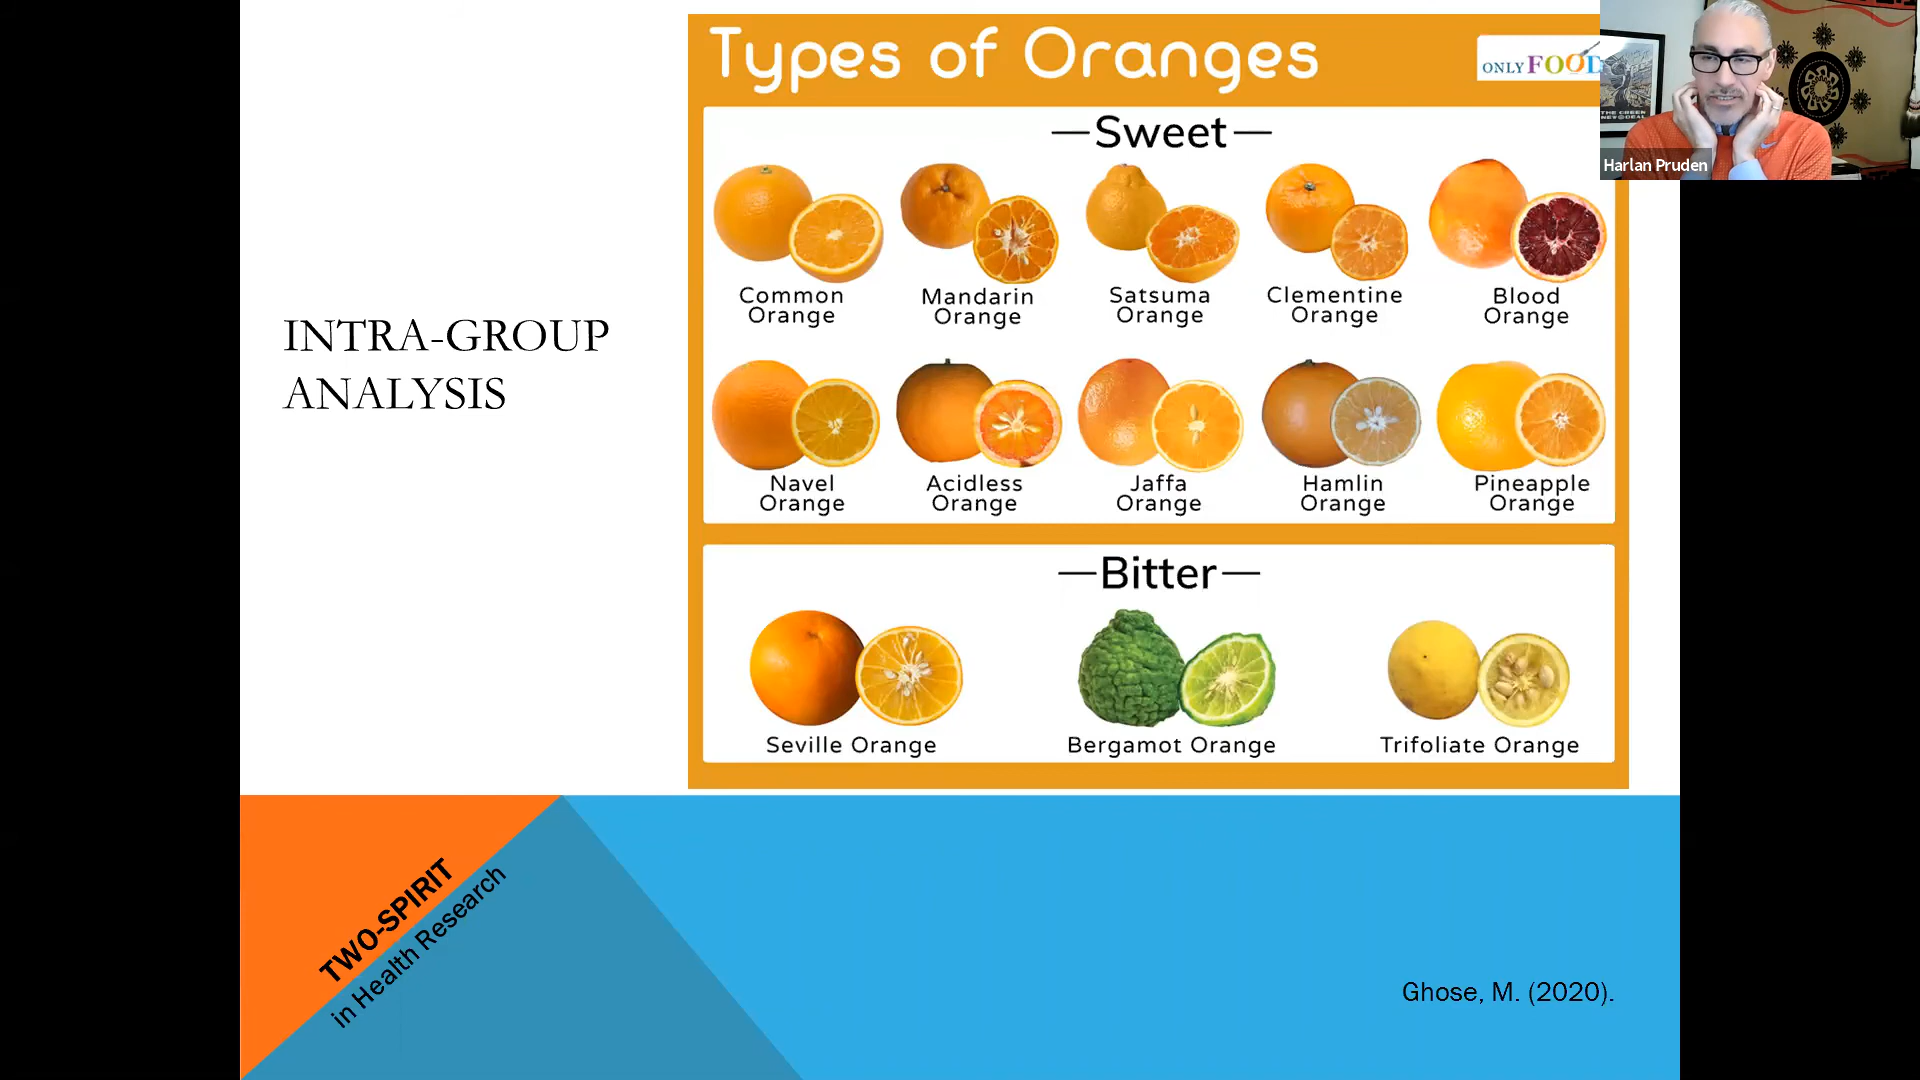 INTRA-GROUP
ANALYSIS
Types of Oranges
ONLY FOOD
—Sweet—
Common
Orange
Mandarin
Orange
Satsuma
Orange
Clementine
Orange
Blood
Orange
Navel
Orange
Acidless
Orange
Jaffa
Orange
Hamlin
Orange
Pineapple
Orange
—Bitter—
Seville Orange
Bergamot Orange
Trifoliate Orange
TWO-SPIRIT
in Health Research
Ghose, M. (2020).
Harlan Pruden